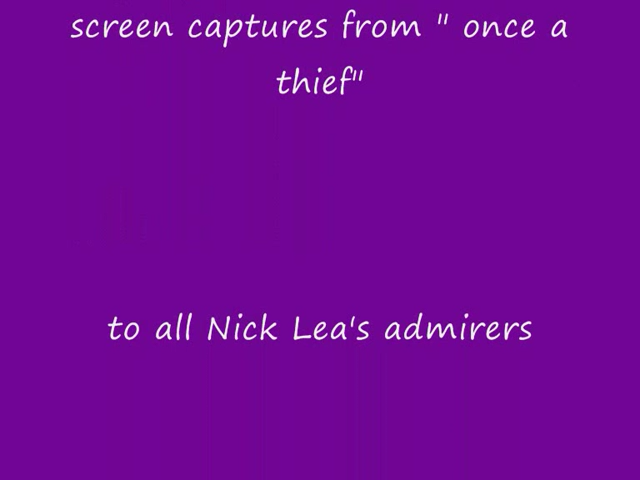 screen captures from " once a
thief"
to all Nick Lea's admirers